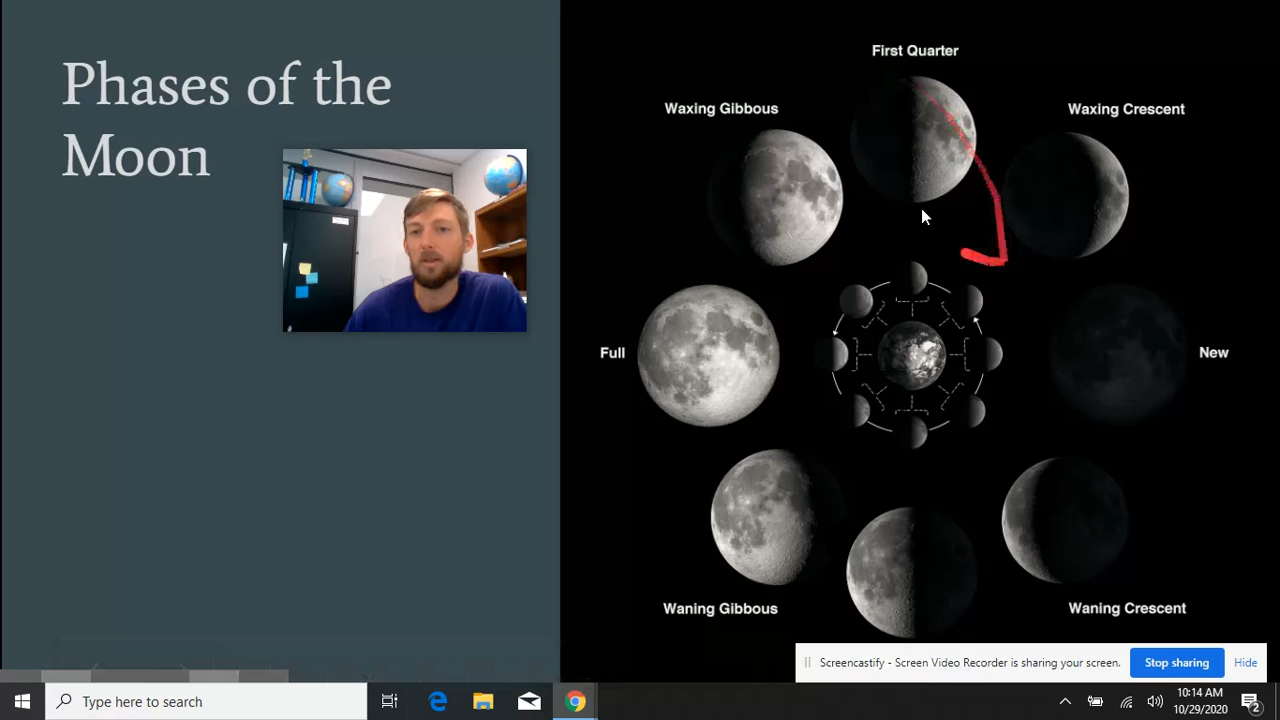 Phases of the
Moon
First Quarter
Waxing Gibbous
Waxing Crescent
Full
New
Waning Gibbous
Waning Crescent
Screencastify - Screen Video Recorder is sharing your screen.
Stop sharing
Hide
Type here to search
10:14 AM
10/29/2020
2